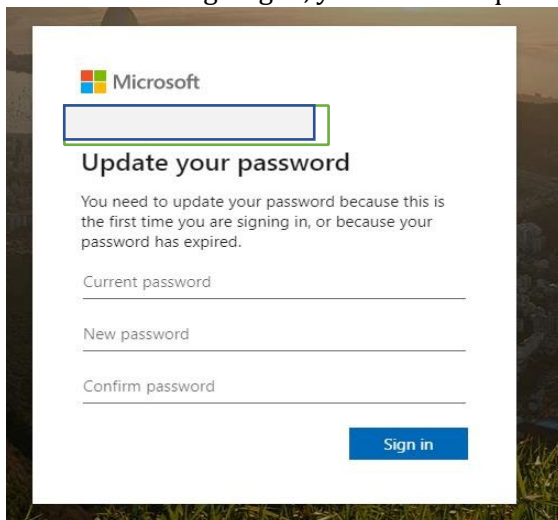 Microsoft
Update your password
You need to update your password because this is
the first time you are signing in, or because your
password has expired.
Current password
New password
Confirm password
Sign in